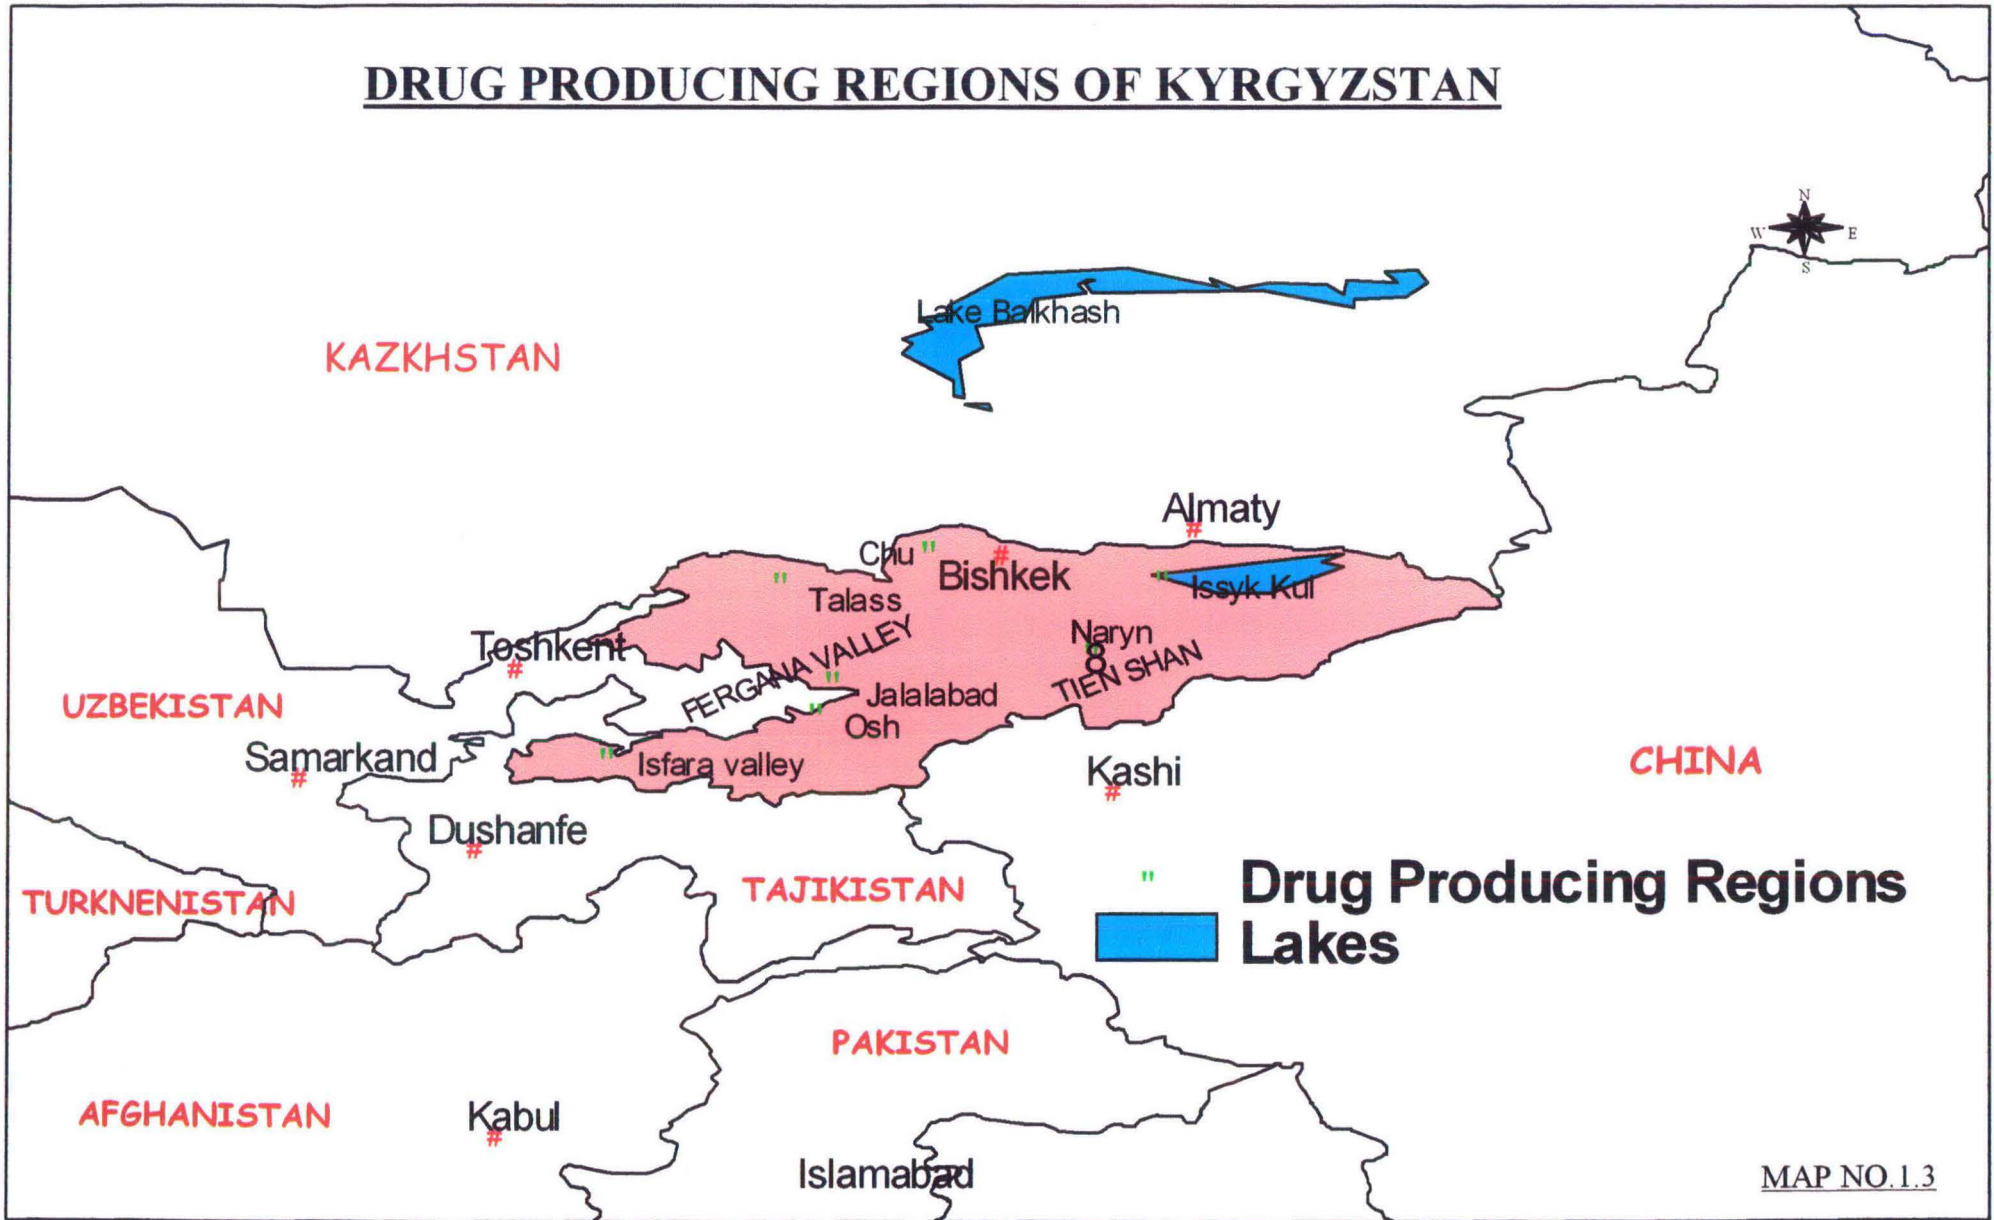 DRUG PRODUCING REGIONS OF KYRGYZSTAN
N
W E
S
Lake Balkhash
KAZKHSTAN
Almaty
#
Chu "
#
Bishkek
"
Talass
"
Issyk Kul
Toshkent
#
Naryn
"
FERGANA VALLEY
TIEN SHAN
"
Jalalabad
"
Osh
UZBEKISTAN
Samarkand
#
"
Isfara valley
Kashi
#
CHINA
Dushanfe
#
TURKNENISTAN
TAJIKISTAN
" Drug Producing Regions
Lakes
PAKISTAN
AFGHANISTAN
Kabul
#
Islamabad
MAP NO.1.3